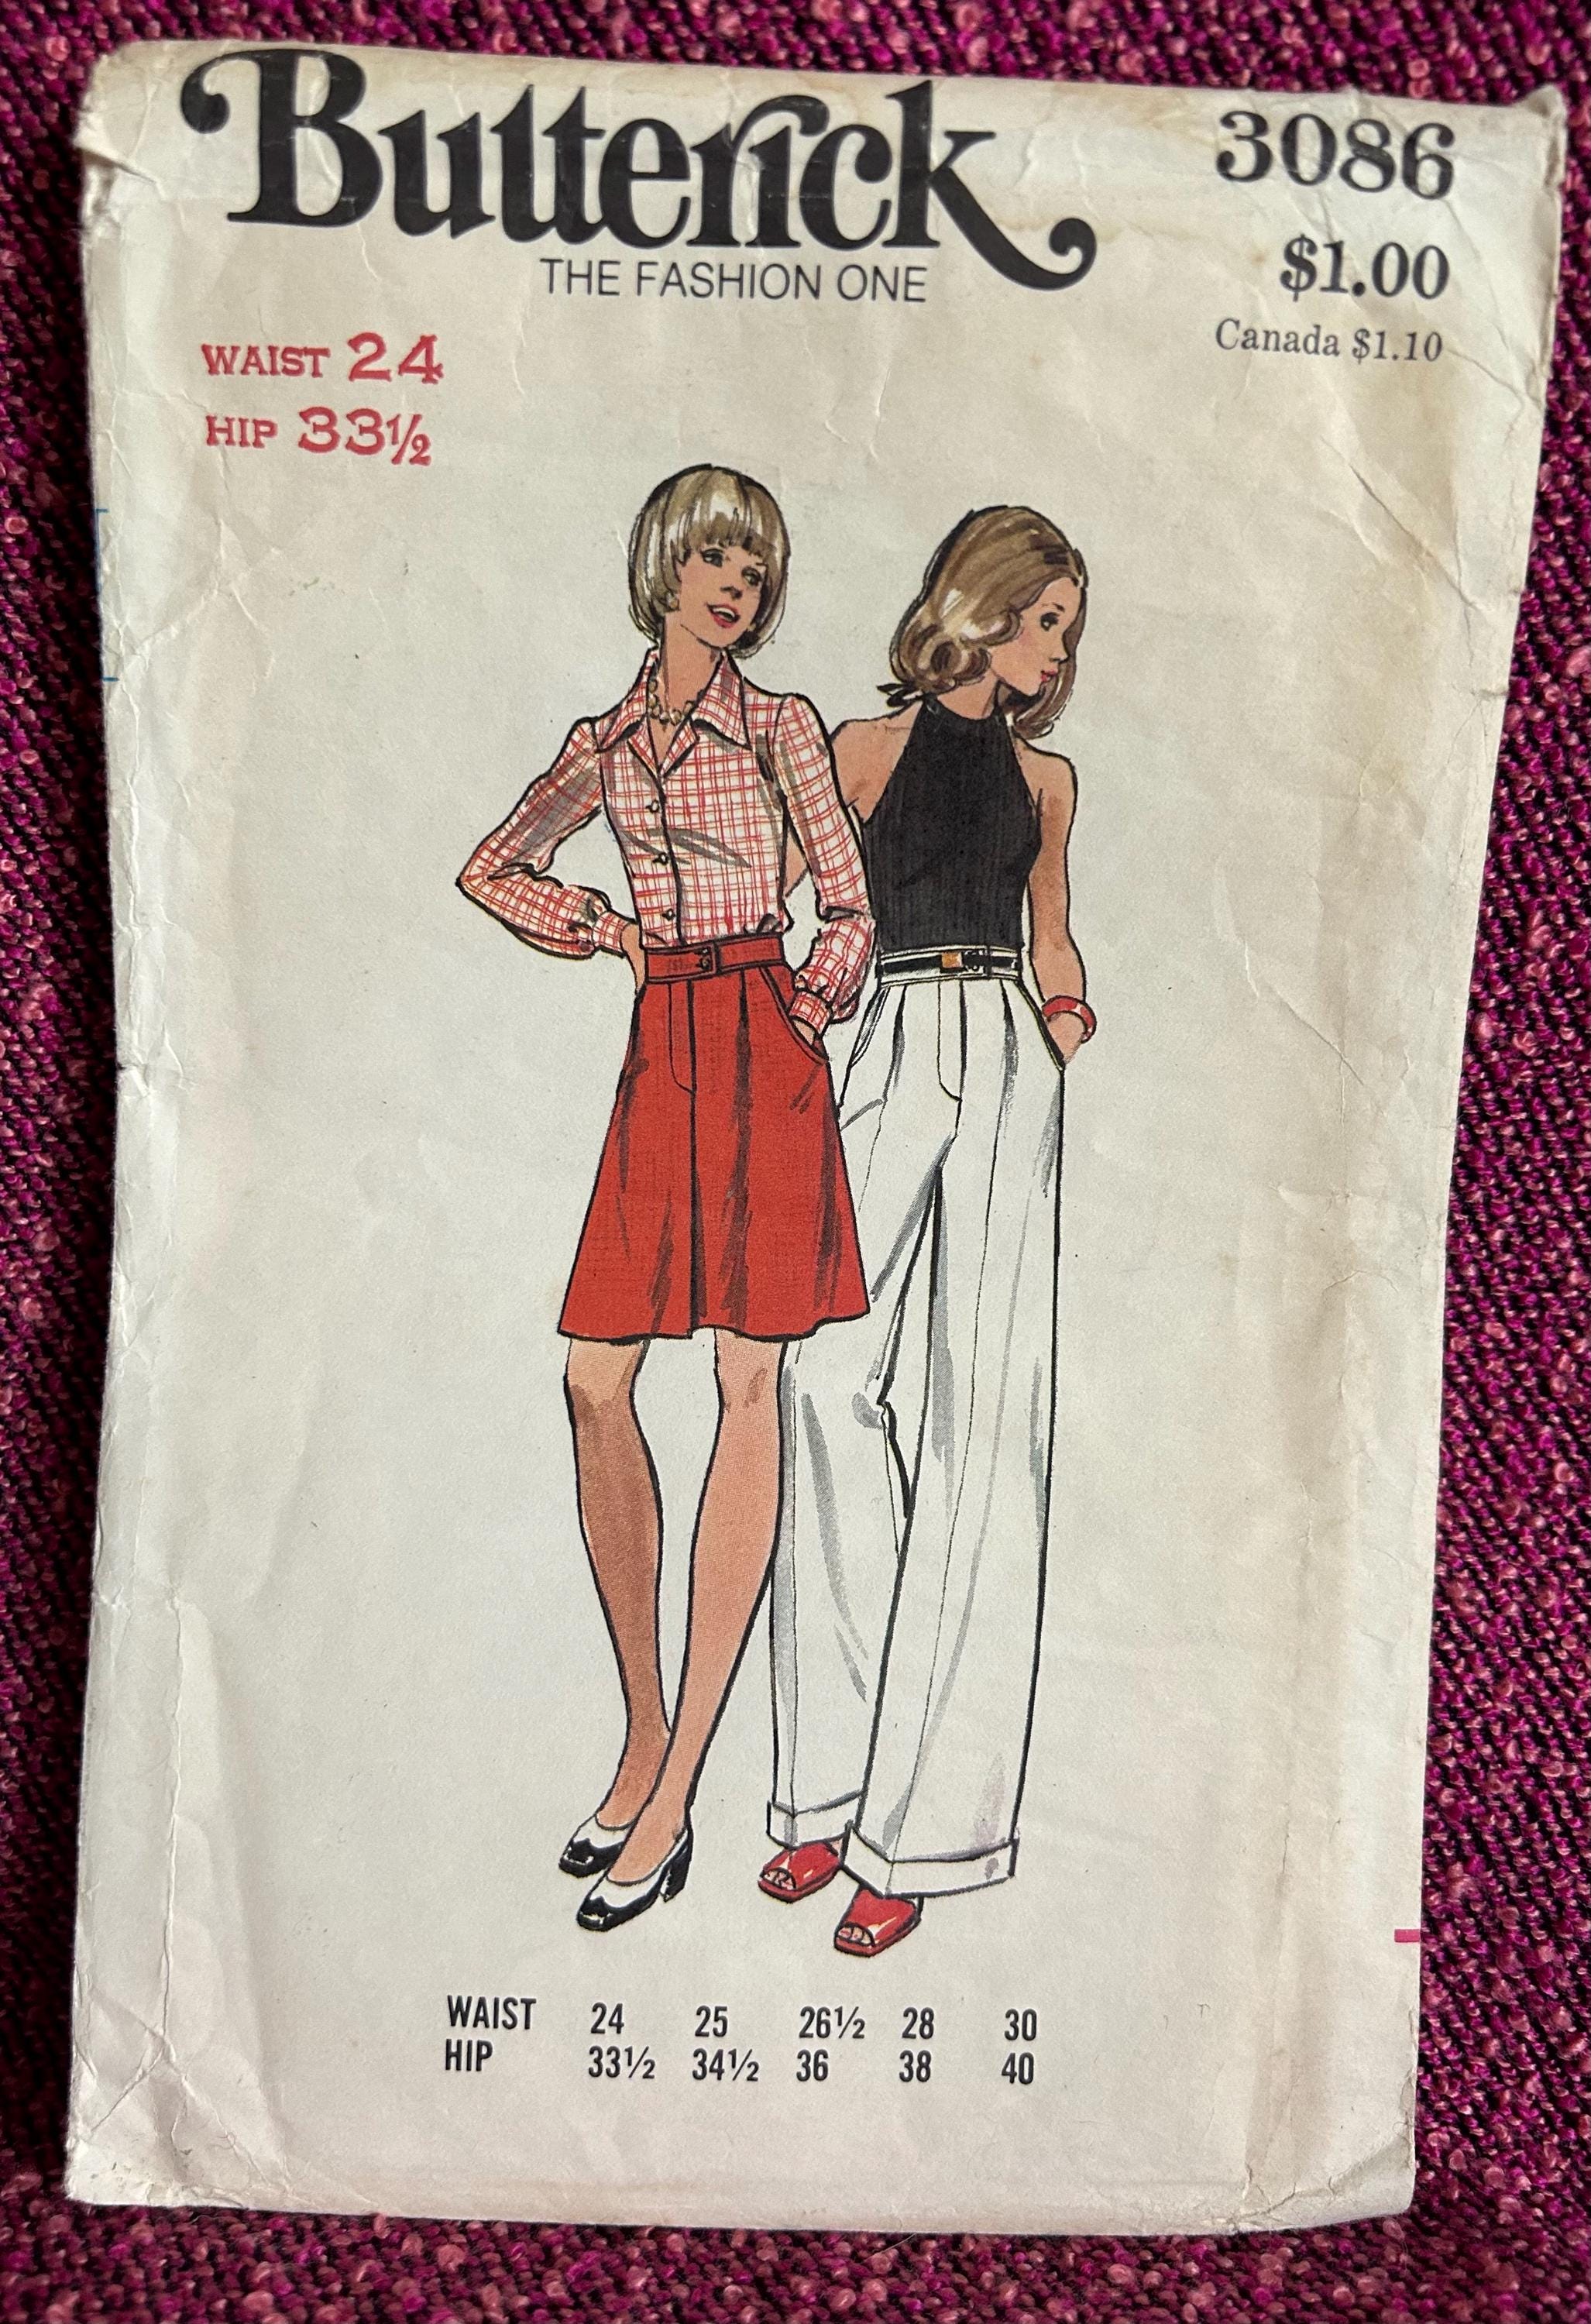 Butterick
3086
THE FASHION ONE
$1.00
Canada $1.10
WAIST 24
HIP 33½
WAIST 24 25 26½ 28 30
HIP 33½ 34½ 36 38 40